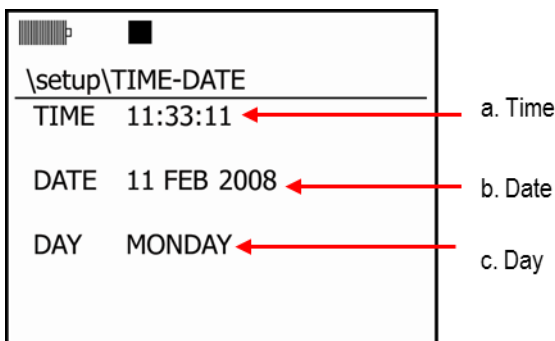 \setup\TIME-DATE
TIME 11:33:11
a. Time
DATE 11 FEB 2008
b. Date
DAY MONDAY
c. Day